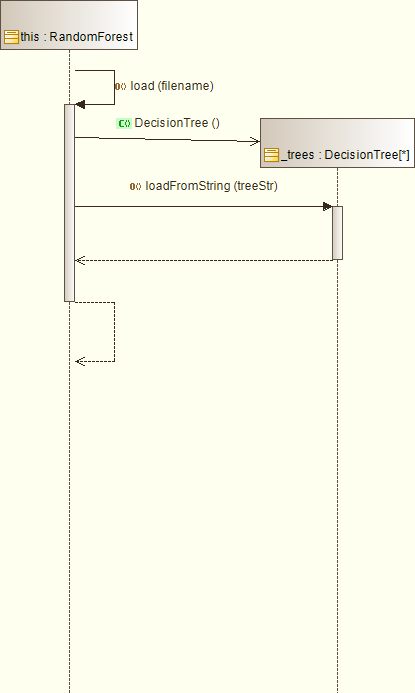 this : RandomForest
load (filename)
DecisionTree ()
_trees : DecisionTree[*]
loadFromString (treeStr)